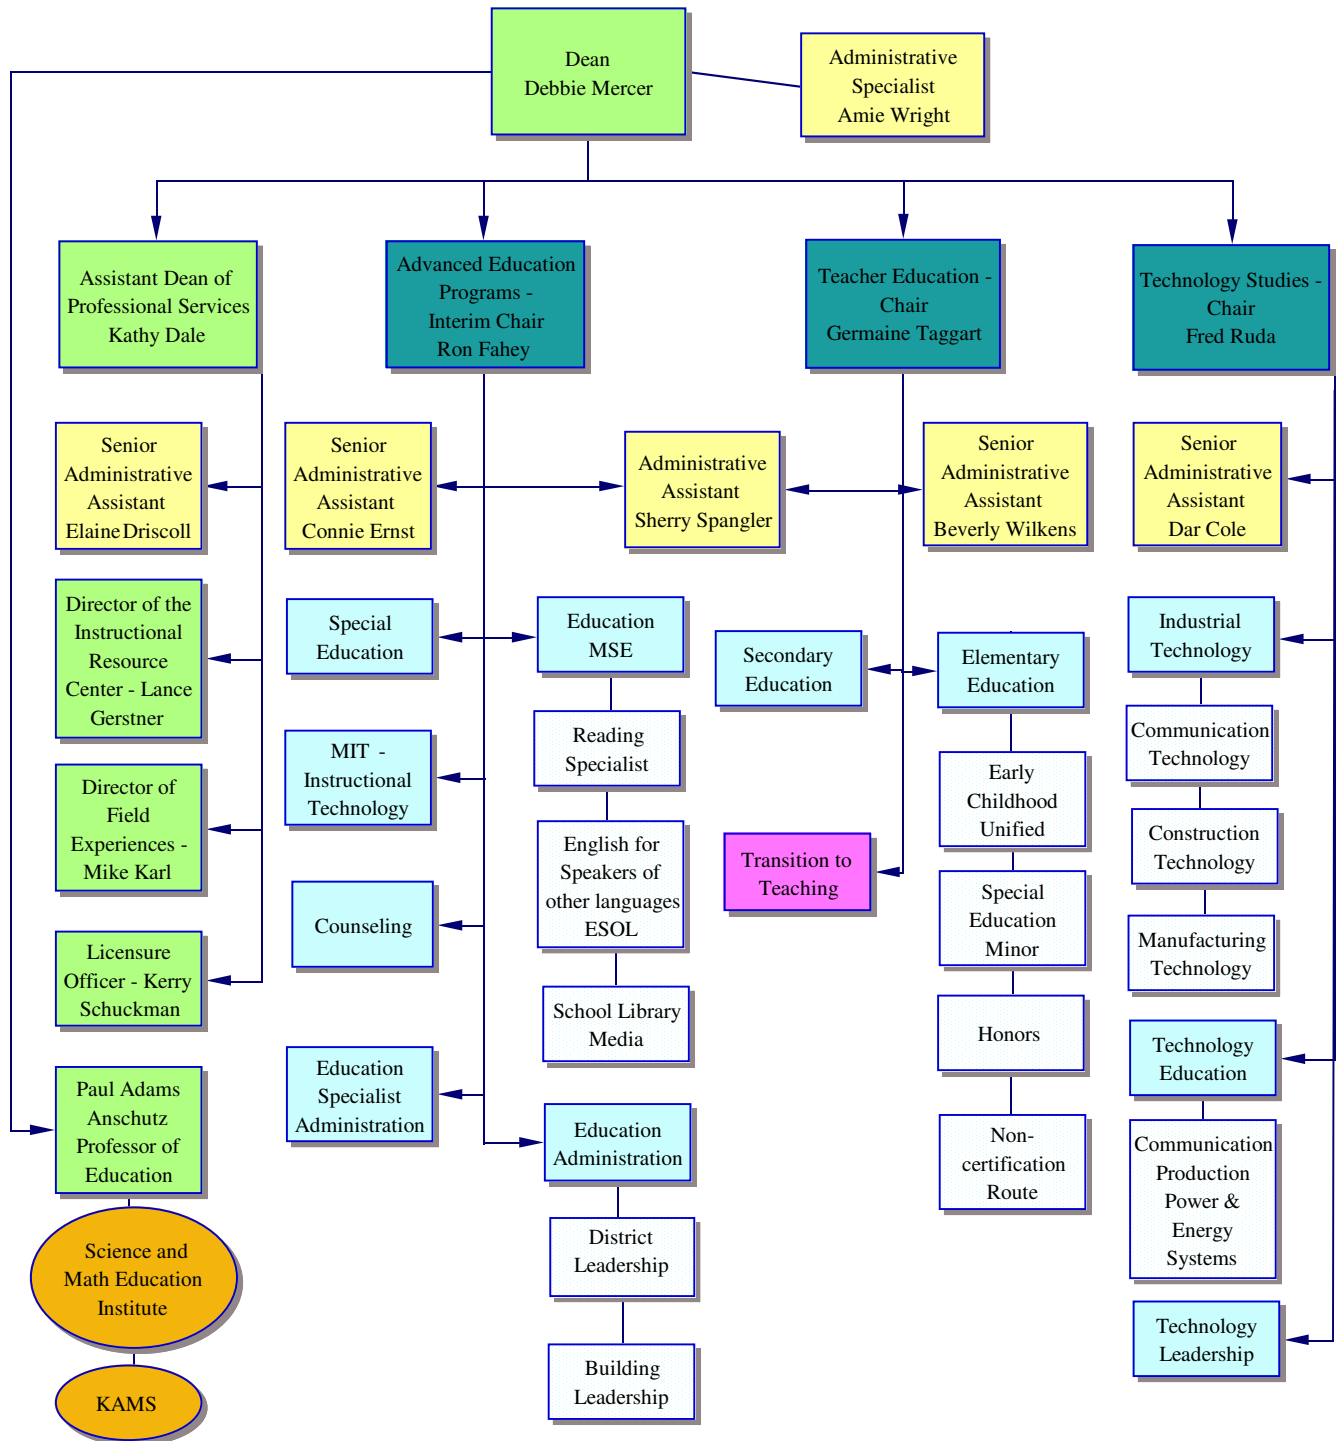 Dean
Debbie Mercer
Administrative
Specialist
Amie Wright
Assistant Dean of
Professional Services
Kathy Dale
Advanced Education
Programs -
Interim Chair
Ron Fahey
Teacher Education -
Chair
Germaine Taggart
Technology Studies -
Chair
Fred Ruda
Senior
Administrative
Assistant
Elaine Driscoll
Senior
Administrative
Assistant
Connie Ernst
Administrative
Assistant
Sherry Spangler
Senior
Administrative
Assistant
Beverly Wilkens
Senior
Administrative
Assistant
Dar Cole
Director of the
Instructional
Resource
Center - Lance
Gerstner
Director of
Field
Experiences -
Mike Karl
Licensure
Officer - Kerry
Schuckman
Paul Adams
Anschutz
Professor of
Education
Science and
Math Education
Institute
KAMS
Special
Education
MIT -
Instructional
Technology
Counseling
Education
Specialist
Administration
Education
MSE
Reading
Specialist
English for
Speakers of
other languages
ESOL
School Library
Media
Education
Administration
District
Leadership
Building
Leadership
Secondary
Education
Transition to
Teaching
Elementary
Education
Early
Childhood
Unified
Special
Education
Minor
Honors
Non-
certification
Route
Industrial
Technology
Communication
Technology
Construction
Technology
Manufacturing
Technology
Technology
Education
Communication
Production
Power &
Energy
Systems
Technology
Leadership